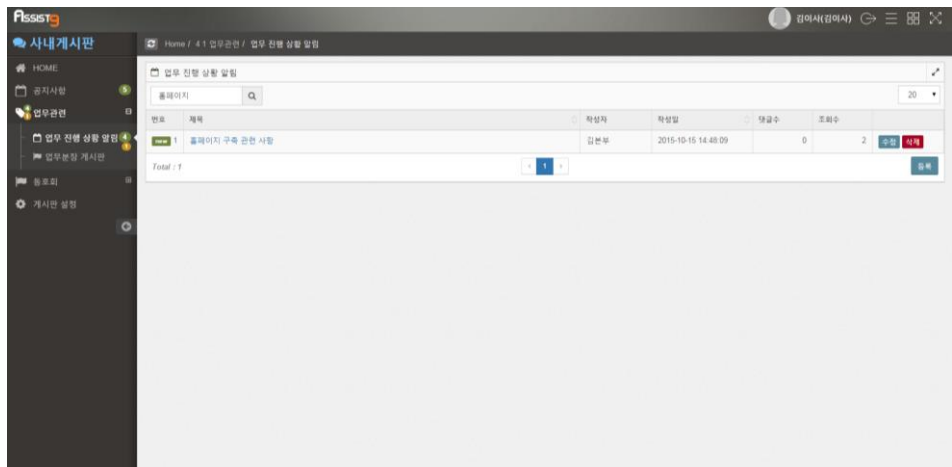 Assist9
김이사(김이사)
사내게시판
Home / 4.1 업무관련 / 업무 진행 상황 알림
HOME
공지사항 5
업무관련
업무 진행 상황 알림 4
업무분장 게시판
동호회
게시판 설정
업무 진행 상황 알림
홈페이지
20
번호 제목 작성자 작성일 댓글수 조회수
new 1 홈페이지 구축 관련 사항 김본부 2015-10-15 14:48:09 0 2 수정 삭제
Total : 1
1
등록